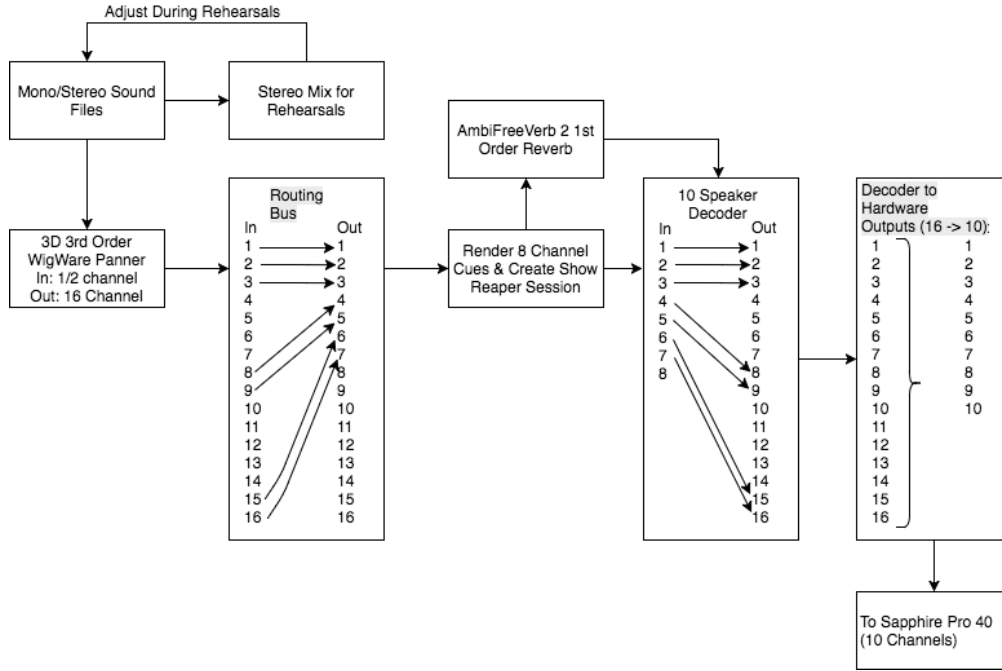 Adjust During Rehearsals
Mono/Stereo Sound
Files
Stereo Mix for
Rehearsals
3D 3rd Order
WigWare Panner
In: 1/2 channel
Out: 16 Channel
Routing
Bus
In Out
1 1
2 2
3 3
4 4
5 5
6 6
7 7
8 8
9 9
10 10
11 11
12 12
13 13
14 14
15 15
16 16
AmbiFreeVerb 2 1st
Order Reverb
Render 8 Channel
Cues & Create Show
Reaper Session
10 Speaker
Decoder
In Out
1 1
2 2
3 3
4 4
5 5
6 6
7 7
8 8
9
10
11
12
13
14
15
16
Decoder to
Hardware
Outputs (16 -> 10):
1 1
2 2
3 3
4 4
5 5
6 6
7 7
8 8
9 9
10 10
11
12
13
14
15
16
To Sapphire Pro 40
(10 Channels)